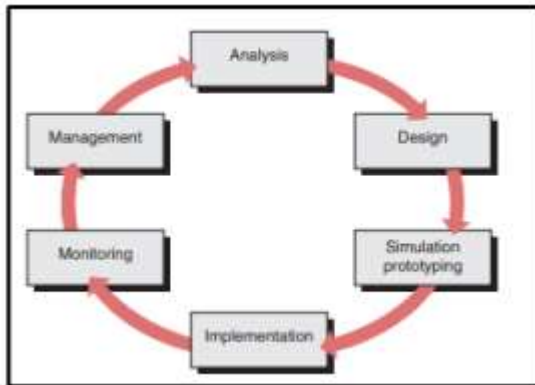 Analysis
Design
Simulation
prototyping
Implementation
Monitoring
Management